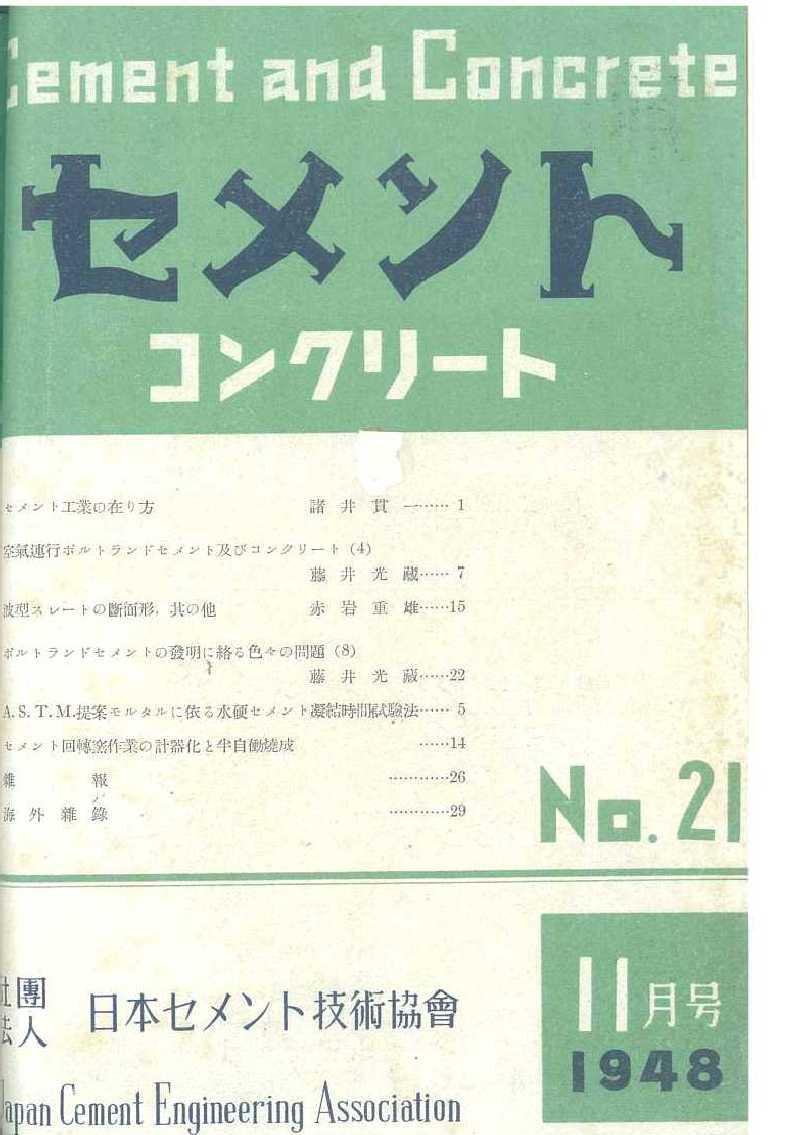 Cement and Concrete
セメント
コンクリート
セメント工業の在り方 諸井貫一……1
空氣連行ポルトランドセメント及びコンクリート (4)
藤井光藏……7
波型スレートの斷面形, 其の他 赤岩重雄……15
ポルトランドセメントの發明に絡る色々の問題 (8)
藤井光藏……22
A.S.T.M.提案モルタルに依る水硬セメント凝結時間試驗法…… 5
セメント回轉窯作業の計器化と半自働燒成 ……14
雜報 …………26
海外雜錄 …………29
No. 21
社團
法人
日本セメント技術協會
Japan Cement Engineering Association
11月号
1948